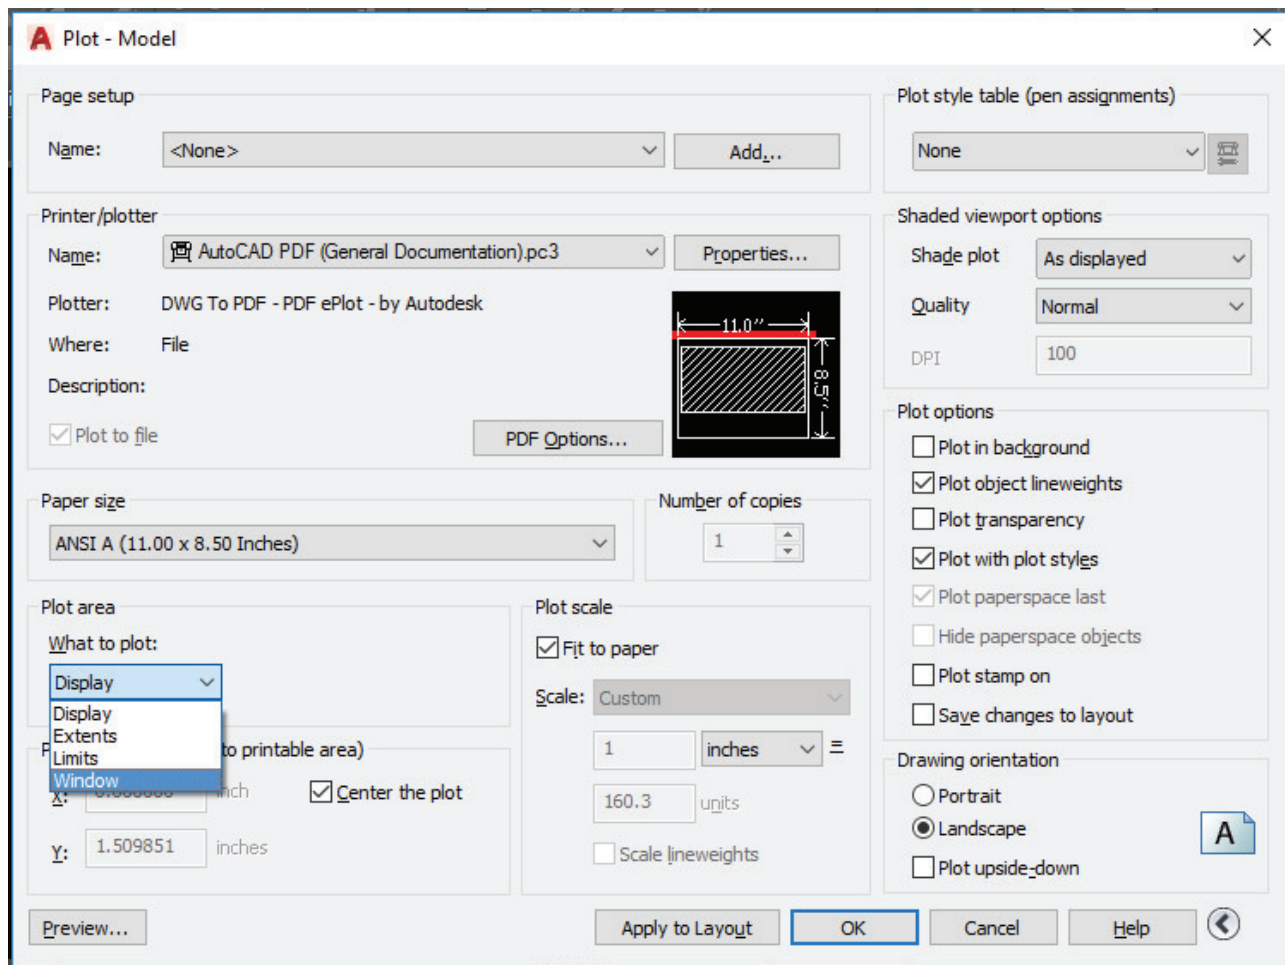 Plot - Model
Page setup
Name:
<None>
Add...
Plot style table (pen assignments)
None
Printer/plotter
Name:
AutoCAD PDF (General Documentation).pc3
Properties...
Plotter:
DWG To PDF - PDF ePlot - by Autodesk
Where:
File
Description:
Plot to file
PDF Options...
11.0''
8.5''
Shaded viewport options
Shade plot
As displayed
Quality
Normal
DPI
100
Paper size
ANSI A (11.00 x 8.50 Inches)
Number of copies
1
Plot options
Plot in background
Plot object lineweights
Plot transparency
Plot with plot styles
Plot paperspace last
Hide paperspace objects
Plot stamp on
Save changes to layout
Plot area
What to plot:
Display
Display
Extents
Limits
Window
to printable area)
X:
inch
Center the plot
Y:
1.509851
inches
Plot scale
Fit to paper
Scale:
Custom
1
inches
=
160.3
units
Scale lineweights
Drawing orientation
Portrait
Landscape
Plot upside-down
A
Preview...
Apply to Layout
OK
Cancel
Help